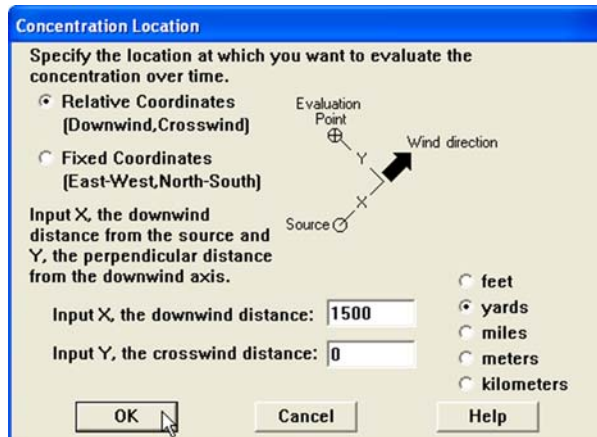 Concentration Location
Specify the location at which you want to evaluate the
concentration over time.
Relative Coordinates
(Downwind,Crosswind)
Fixed Coordinates
(East-West,North-South)
Evaluation
Point
Y
Wind direction
X
Source
Input X, the downwind
distance from the source and
Y, the perpendicular distance
from the downwind axis.
Input X, the downwind distance: 1500
Input Y, the crosswind distance: 0
feet
yards
miles
meters
kilometers
OK
Cancel
Help